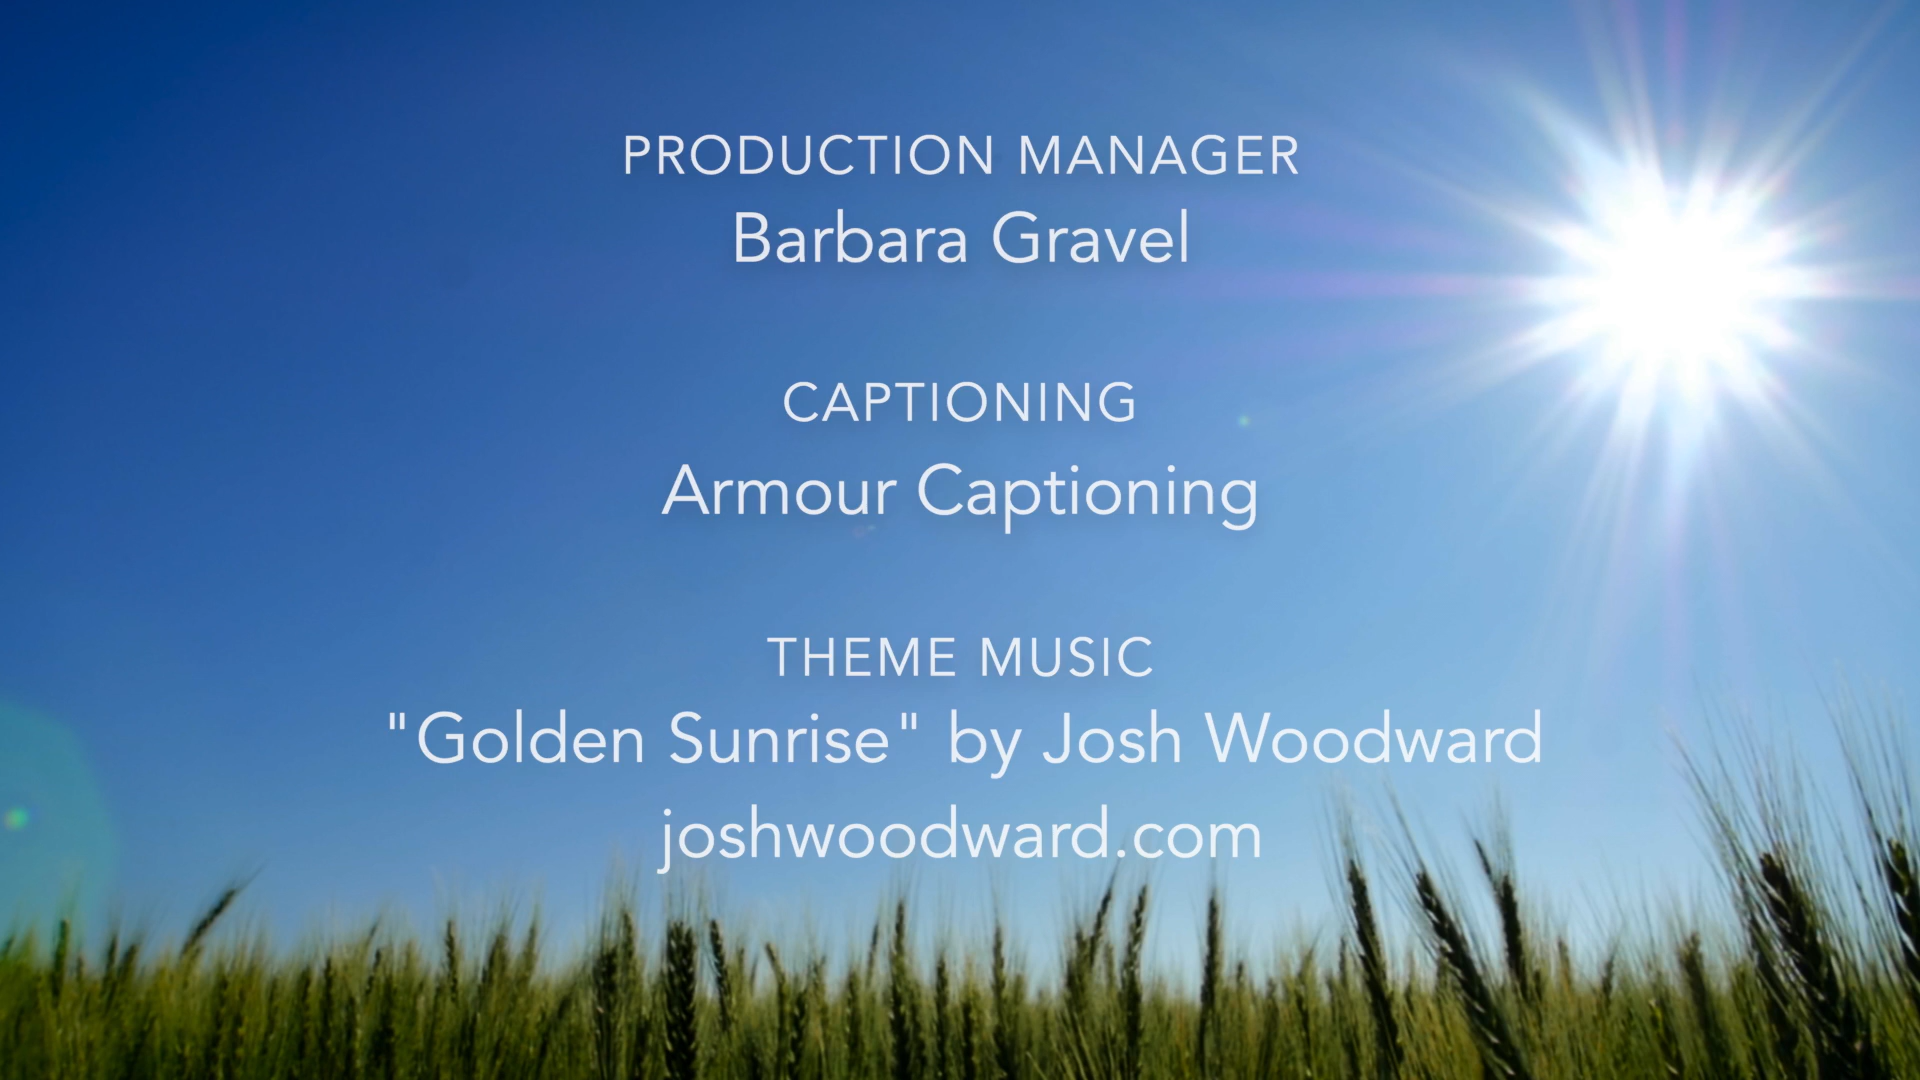 PRODUCTION MANAGER
Barbara Gravel
CAPTIONING
Armour Captioning
THEME MUSIC
"Golden Sunrise" by Josh Woodward
joshwoodward.com